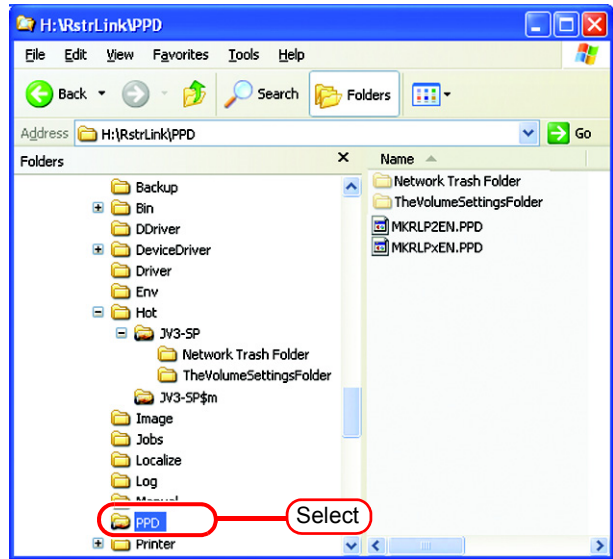 H:\RstrLink\PPD
File Edit View Favorites Tools Help
Back Search Folders
Address H:\RstrLink\PPD Go
Folders x
Backup
Bin
DDriver
DeviceDriver
Driver
Env
Hot
JV3-SP
Network Trash Folder
TheVolumeSettingsFolder
JV3-SP$m
Image
Jobs
Localize
Log
PPD
Printer
Select
Name
Network Trash Folder
TheVolumeSettingsFolder
MKRLP2EN.PPD
MKRLPxEN.PPD